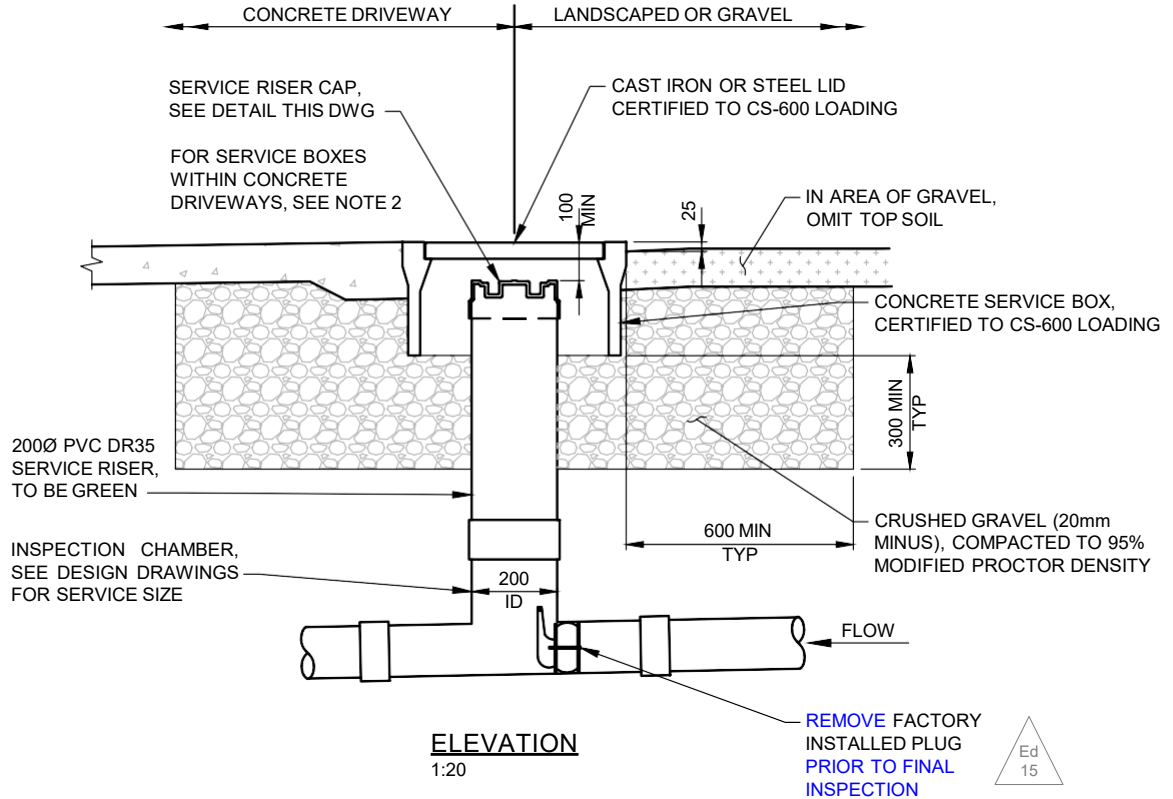 CONCRETE DRIVEWAY
LANDSCAPED OR GRAVEL
SERVICE RISER CAP,
SEE DETAIL THIS DWG
CAST IRON OR STEEL LID
CERTIFIED TO CS-600 LOADING
FOR SERVICE BOXES
WITHIN CONCRETE
DRIVEWAYS, SEE NOTE 2
100
MIN
25
IN AREA OF GRAVEL,
OMIT TOP SOIL
CONCRETE SERVICE BOX,
CERTIFIED TO CS-600 LOADING
300 MIN
TYP
200Ø PVC DR35
SERVICE RISER,
TO BE GREEN
600 MIN
TYP
CRUSHED GRAVEL (20mm
MINUS), COMPACTED TO 95%
MODIFIED PROCTOR DENSITY
INSPECTION CHAMBER,
SEE DESIGN DRAWINGS
FOR SERVICE SIZE
200
ID
FLOW
REMOVE FACTORY
INSTALLED PLUG
PRIOR TO FINAL
INSPECTION
Ed
15
ELEVATION
1:20